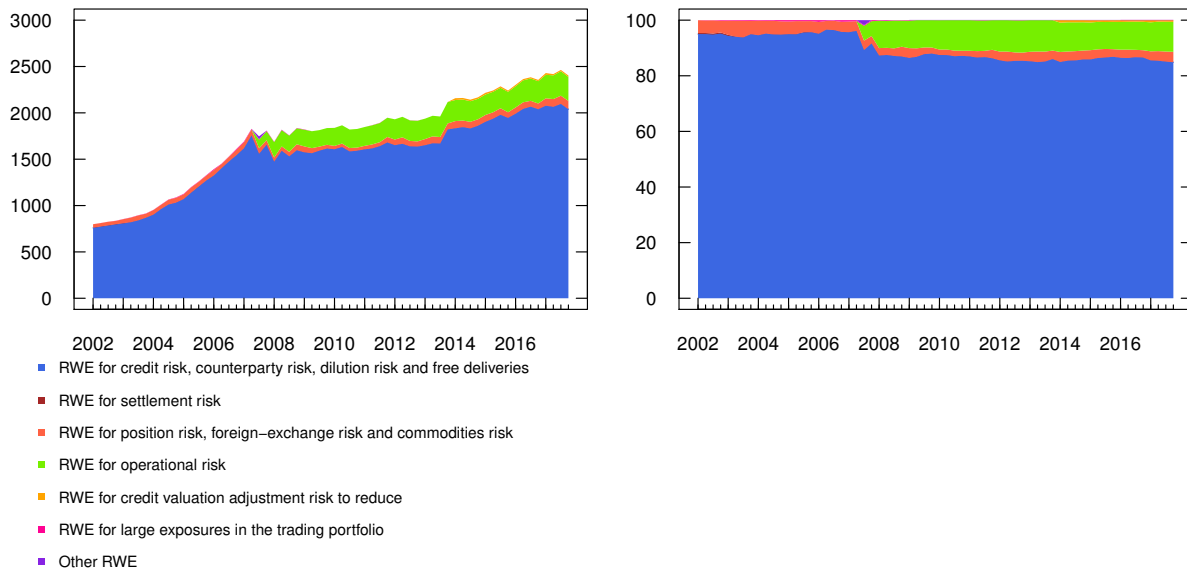 3000
2500
2000
1500
1000
500
0
2002 2004 2006 2008 2010 2012 2014 2016
100
80
60
40
20
0
2002 2004 2006 2008 2010 2012 2014 2016
RWE for credit risk, counterparty risk, dilution risk and free deliveries
RWE for settlement risk
RWE for position risk, foreign−exchange risk and commodities risk
RWE for operational risk
RWE for credit valuation adjustment risk to reduce
RWE for large exposures in the trading portfolio
Other RWE